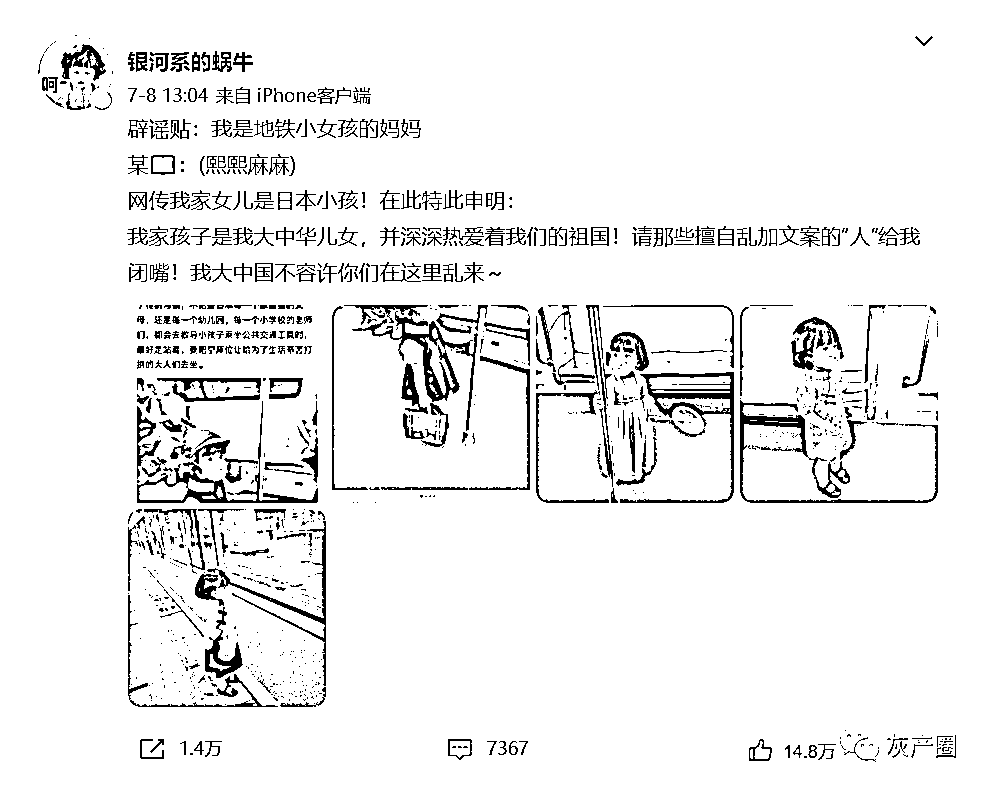 银河系的蜗牛
呵
7-8 13:04 来自 iPhone客户端
辟谣贴：我是地铁小女孩的妈妈
某口：(熙熙麻麻)
网传我家女儿是日本小孩！在此特此申明：
我家孩子是我大中华儿女，并深深热爱着我们的祖国！请那些擅自乱加文案的“人”给我
闭嘴！我大中国不容许你们在这里乱来～
母，还是每一个幼儿园，每一个小学校的老师
们，都会去教导小孩子乘坐公共交通工具时，
最好是站着，要把座位让给为了生活辛苦打
拼的大人们去坐。
1.4万
7367
14.8万
灰产圈